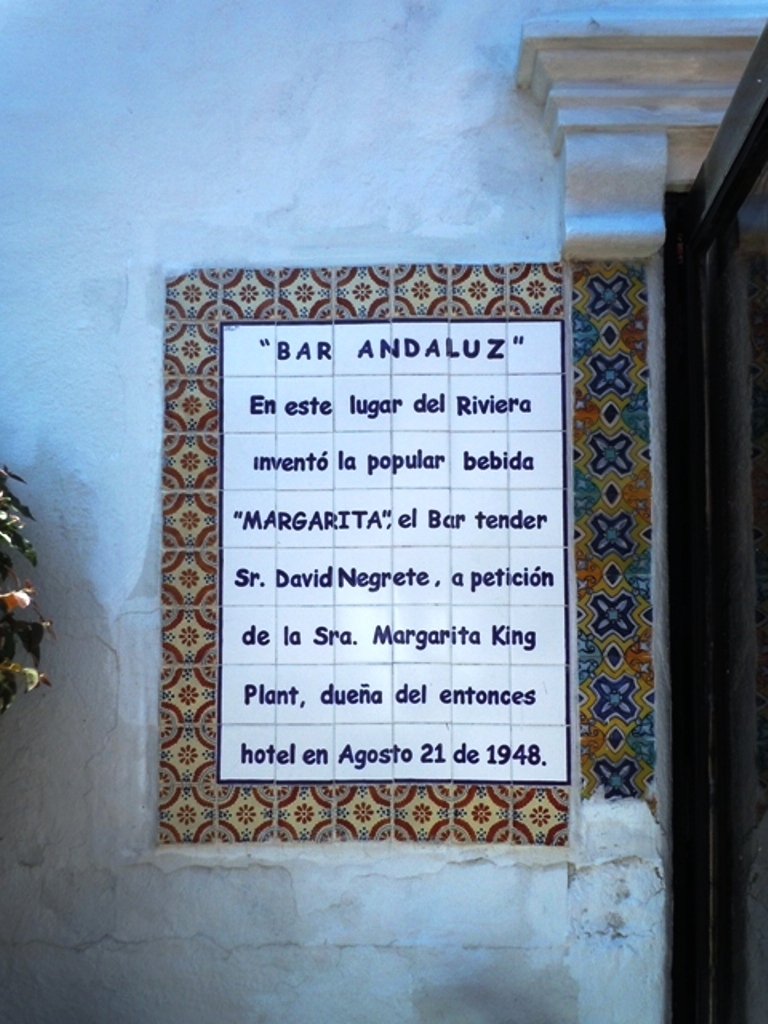 "BAR ANDALUZ"
En este lugar del Riviera
inventó la popular bebida
"MARGARITA", el Bar tender
Sr. David Negrete, a petición
de la Sra. Margarita King
Plant, dueña del entonces
hotel en Agosto 21 de 1948.